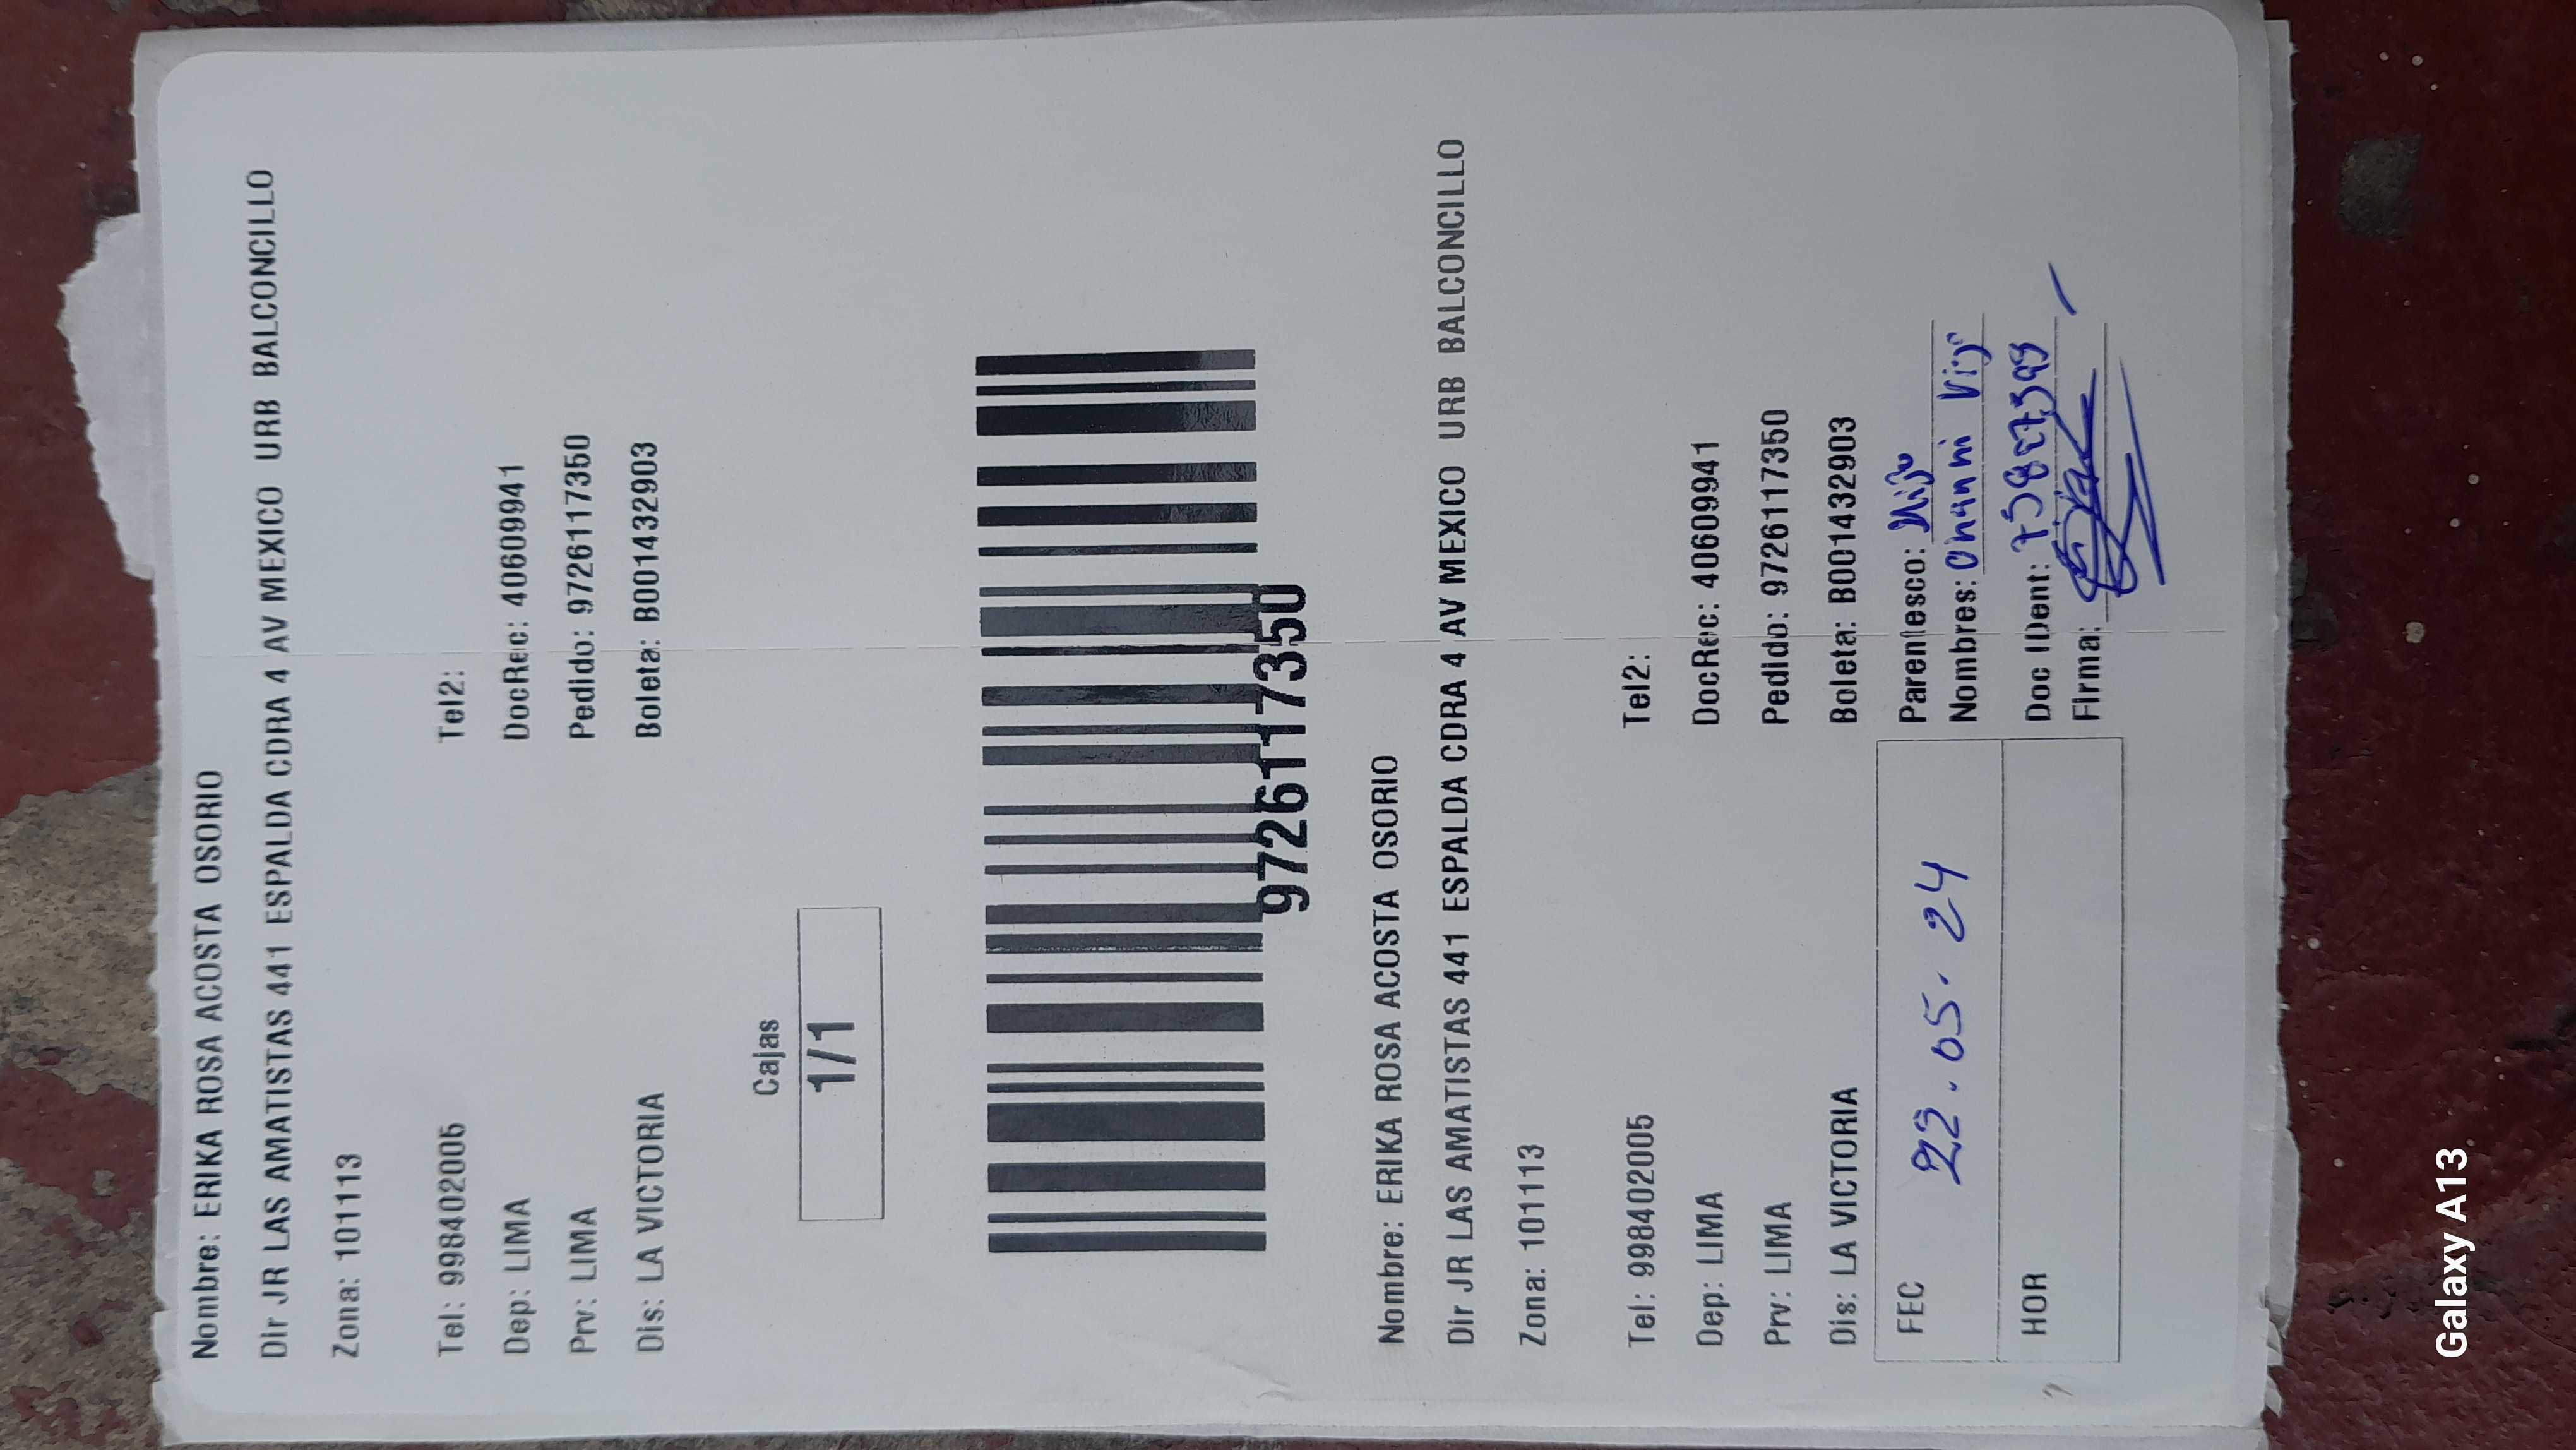 Nombre: ERIKA ROSA ACOSTA OSORIO
Dir JR LAS AMATISTAS 441 ESPALDA CDRA 4 AV MEXICO URB BALCONCILLO
Zona: 101113
Tel: 998402005 Tel2:
Dep: LIMA DocRec: 40609941
Prv: LIMA Pedido: 97261117350
Dis: LA VICTORIA Boleta: B001432903
Cajas
1/1
97261117350
Nombre: ERIKA ROSA ACOSTA OSORIO
Dir JR LAS AMATISTAS 441 ESPALDA CDRA 4 AV MEXICO URB BALCONCILLO
Zona: 101113
Tel: 998402005 Tel2:
Dep: LIMA DocRec: 40609941
Prv: LIMA Pedido: 97261117350
Dis: LA VICTORIA Boleta: B001432903
FEC 22.05.24 Parentesco: Hijo
Nombres:
HOR Doc IDent:
Firma:
Galaxy A13